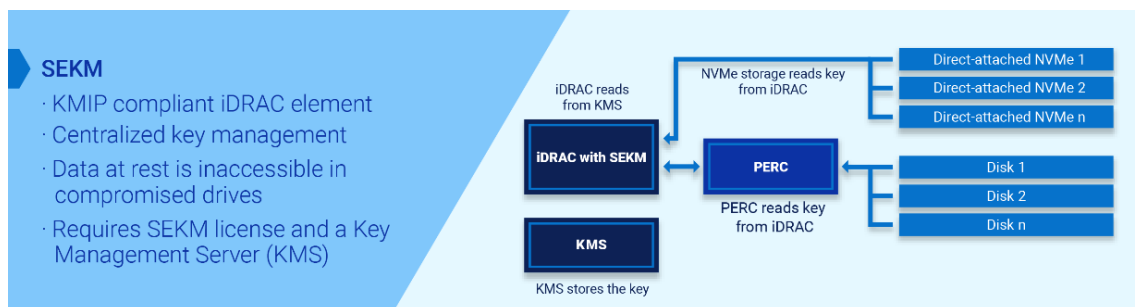 SEKM
· KMIP compliant iDRAC element
· Centralized key management
· Data at rest is inaccessible in
compromised drives
· Requires SEKM license and a Key
Management Server (KMS)
iDRAC reads
from KMS
iDRAC with SEKM
KMS
KMS stores the key
NVMe storage reads key
from iDRAC
PERC
PERC reads key
from iDRAC
Direct-attached NVMe 1
Direct-attached NVMe 2
Direct-attached NVMe n
Disk 1
Disk 2
Disk n